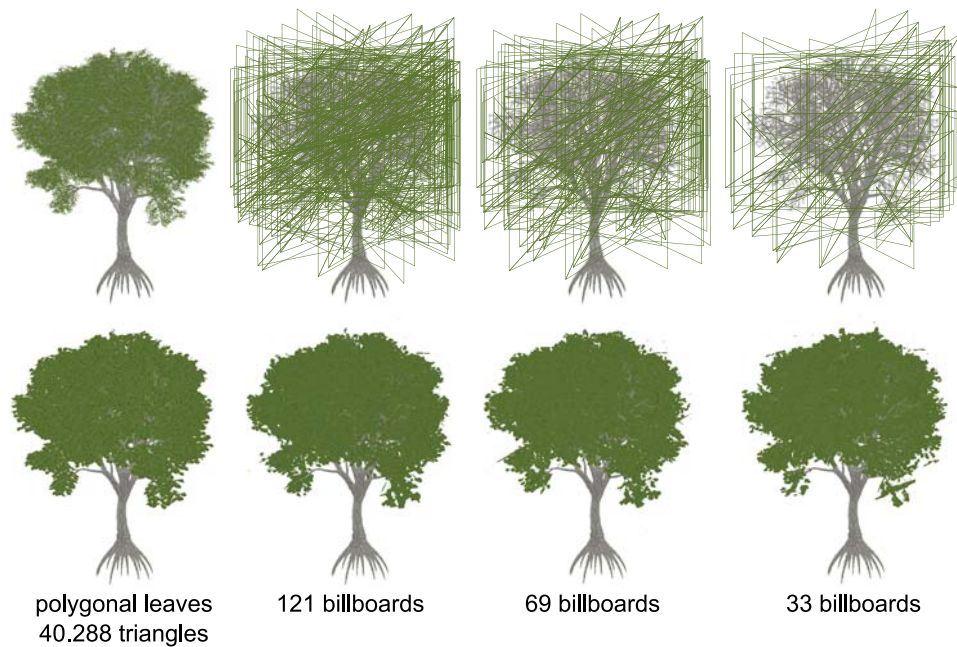 polygonal leaves
40.288 triangles
121 billboards
69 billboards
33 billboards